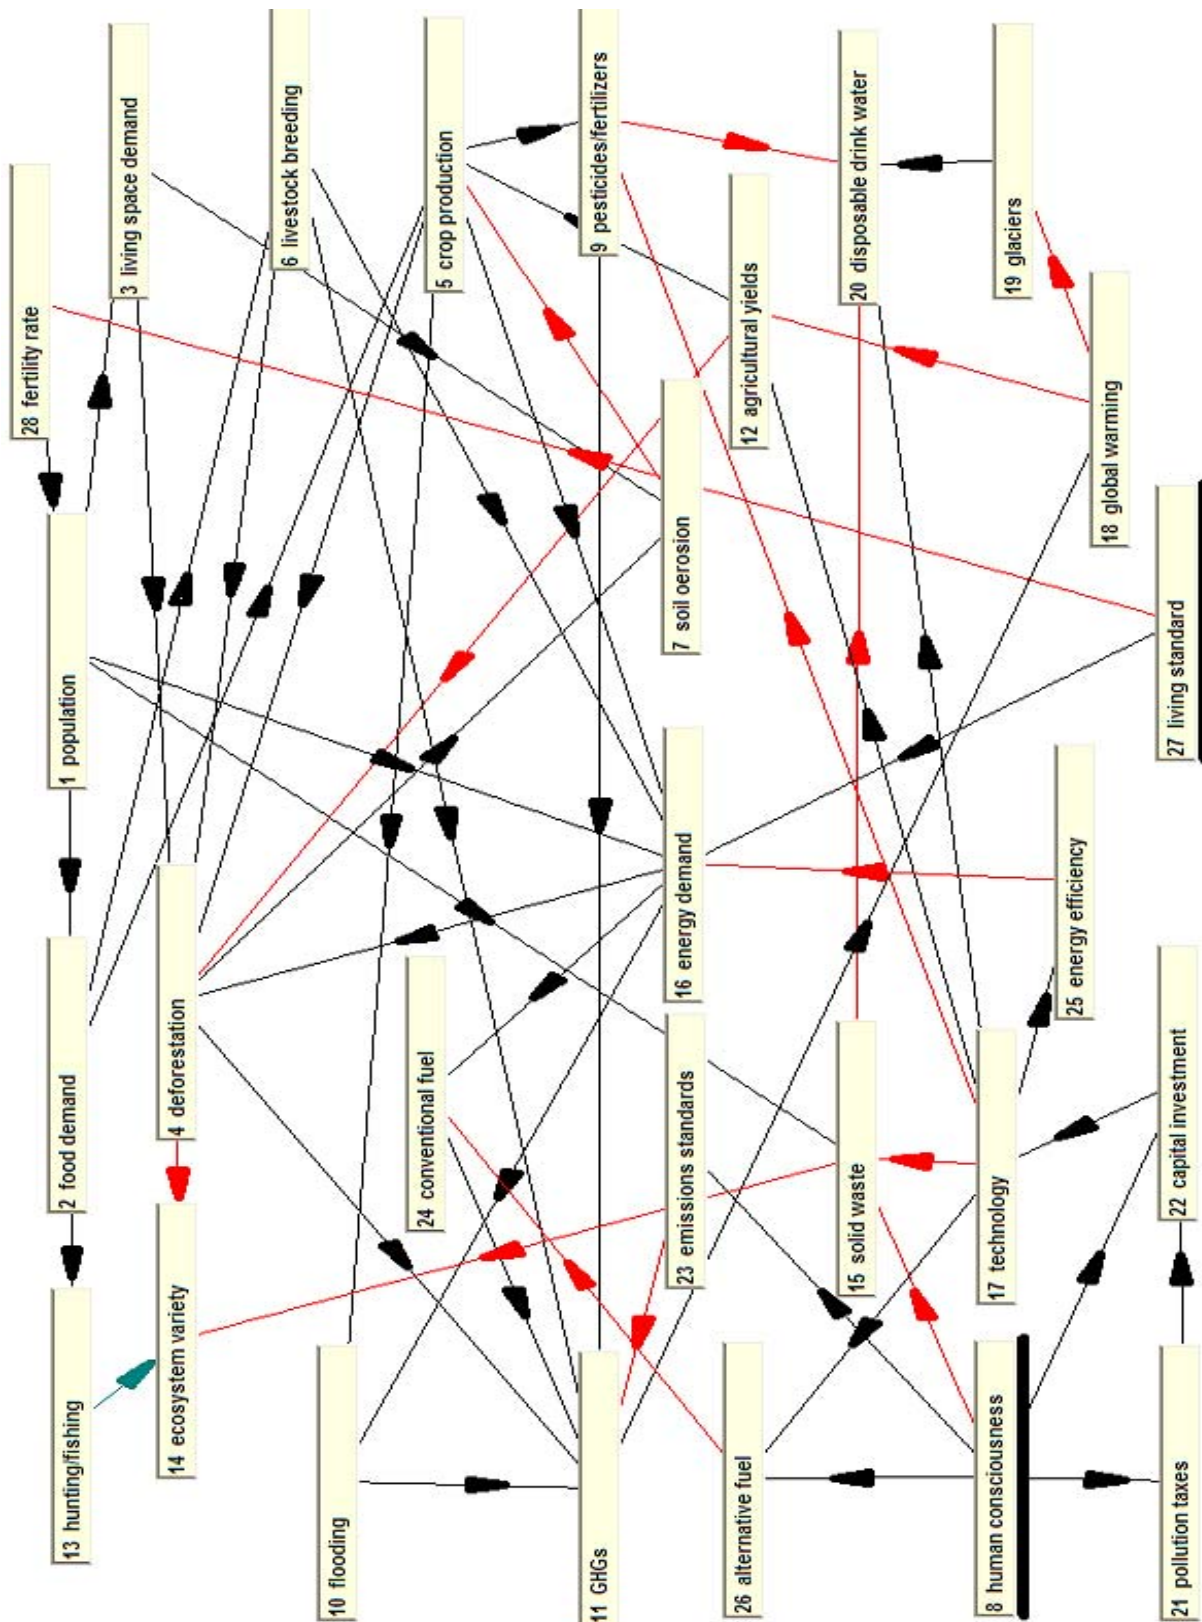 28 fertility rate
3 living space demand
6 livestock breeding
5 crop production
9 pesticides/fertilizers
20 disposable drink water
19 glaciers
1 population
12 agricultural yields
7 soil oerosion
18 global warming
27 living standard
2 food demand
4 deforestation
24 conventional fuel
16 energy demand
23 emissions standards
25 energy efficiency
22 capital investment
15 solid waste
17 technology
13 hunting/fishing
14 ecosystem variety
10 flooding
11 GHGs
26 alternative fuel
8 human consciousness
21 pollution taxes